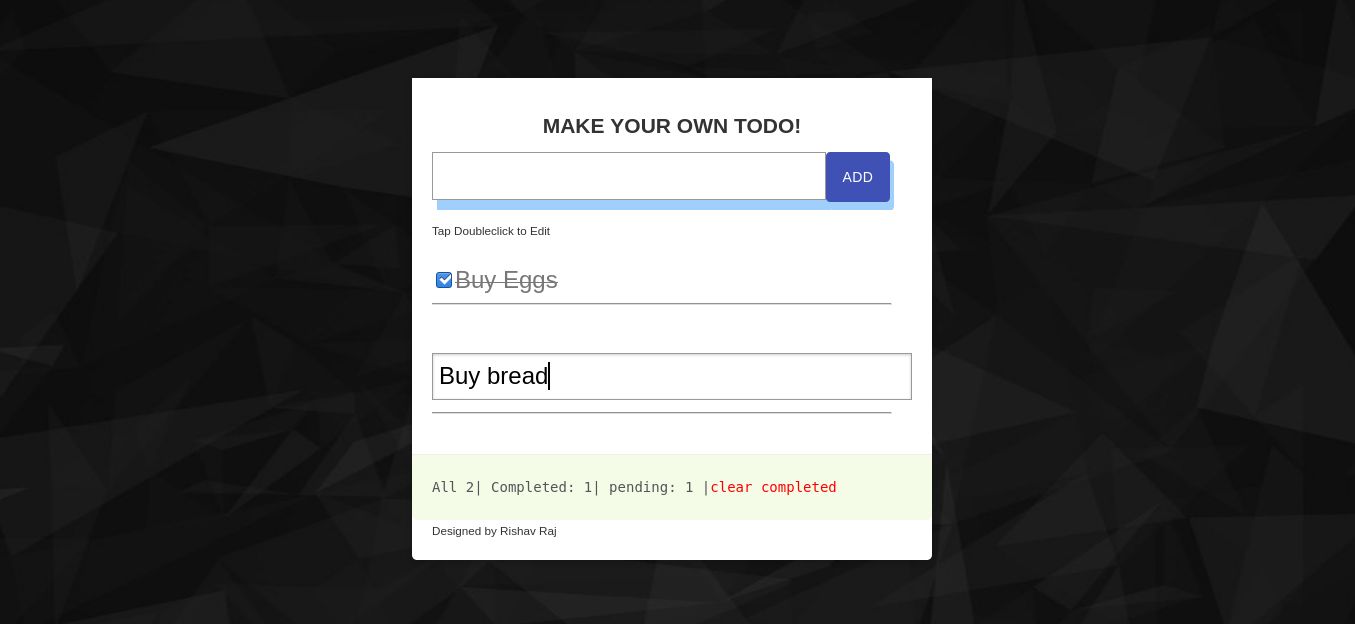 MAKE YOUR OWN TODO!
ADD
Tap Doubleclick to Edit
Buy Eggs
Buy bread
All 2| Completed: 1| pending: 1 |clear completed
Designed by Rishav Raj